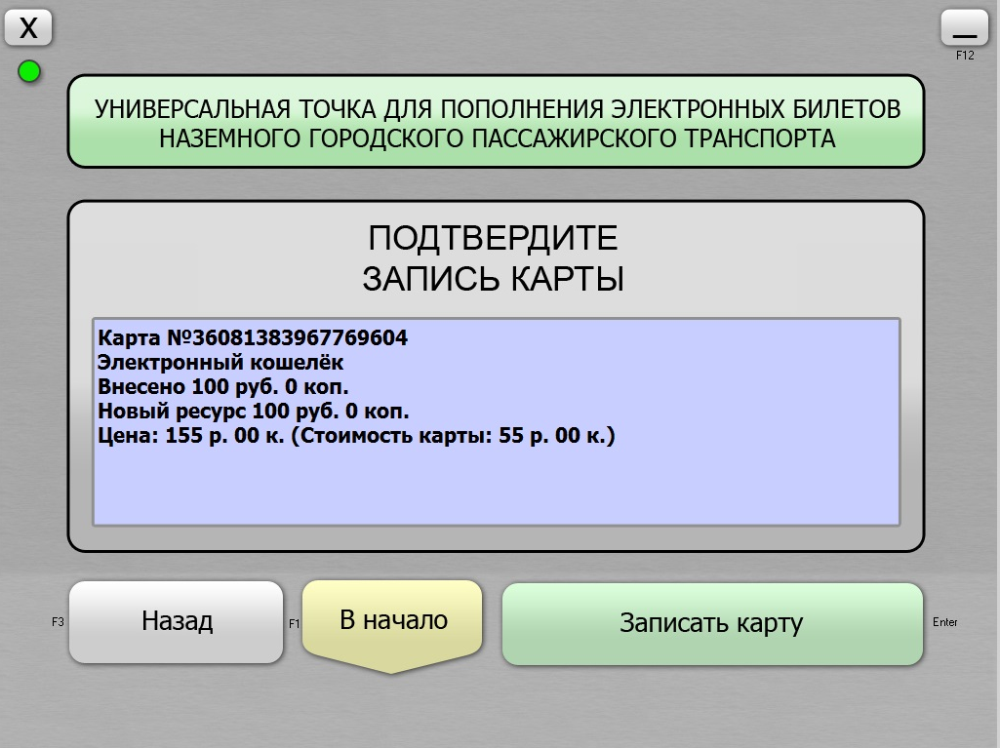 X
F12
УНИВЕРСАЛЬНАЯ ТОЧКА ДЛЯ ПОПОЛНЕНИЯ ЭЛЕКТРОННЫХ БИЛЕТОВ
НАЗЕМНОГО ГОРОДСКОГО ПАССАЖИРСКОГО ТРАНСПОРТА
ПОДТВЕРДИТЕ
ЗАПИСЬ КАРТЫ
Карта №36081383967769604
Электронный кошелёк
Внесено 100 руб. 0 коп.
Новый ресурс 100 руб. 0 коп.
Цена: 155 р. 00 к. (Стоимость карты: 55 р. 00 к.)
F3 Назад F1 В начало Записать карту Enter